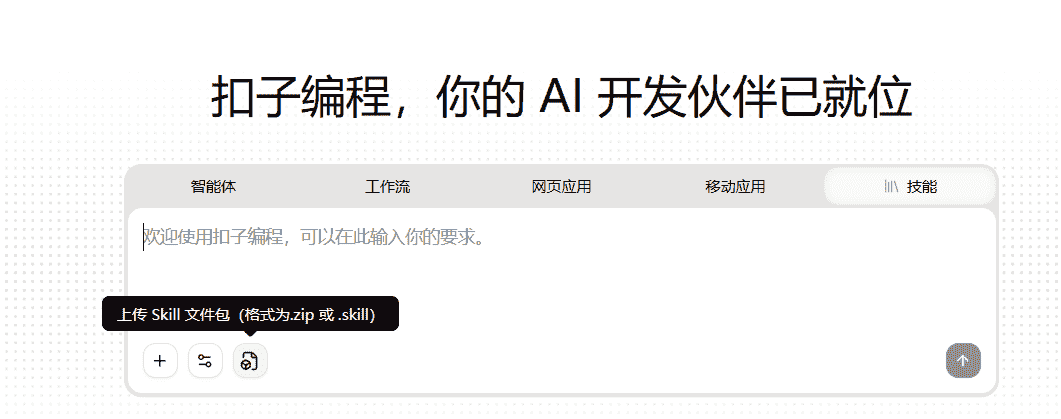 扣子编程，你的 AI 开发伙伴已就位
智能体 工作流 网页应用 移动应用 技能
欢迎使用扣子编程，可以在此输入你的要求。
上传 Skill 文件包（格式为.zip 或 .skill）